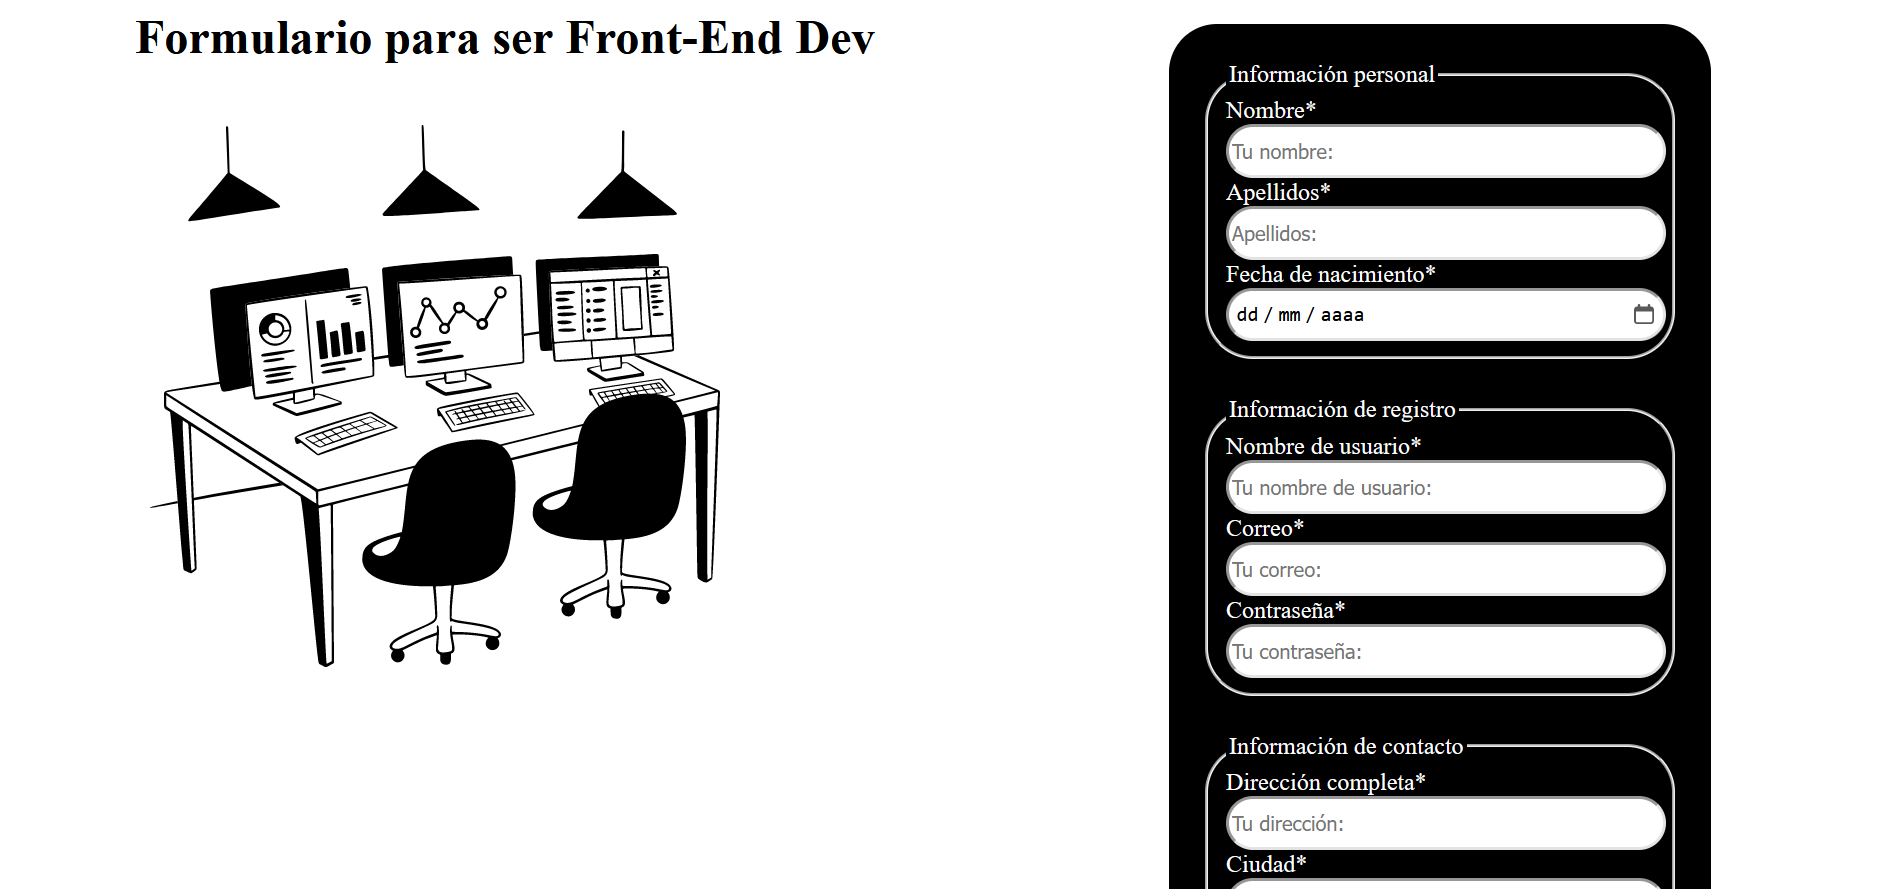 Formulario para ser Front-End Dev
Información personal
Nombre*
Tu nombre:
Apellidos*
Apellidos:
Fecha de nacimiento*
dd / mm / aaaa
Información de registro
Nombre de usuario*
Tu nombre de usuario:
Correo*
Tu correo:
Contraseña*
Tu contraseña:
Información de contacto
Dirección completa*
Tu dirección:
Ciudad*